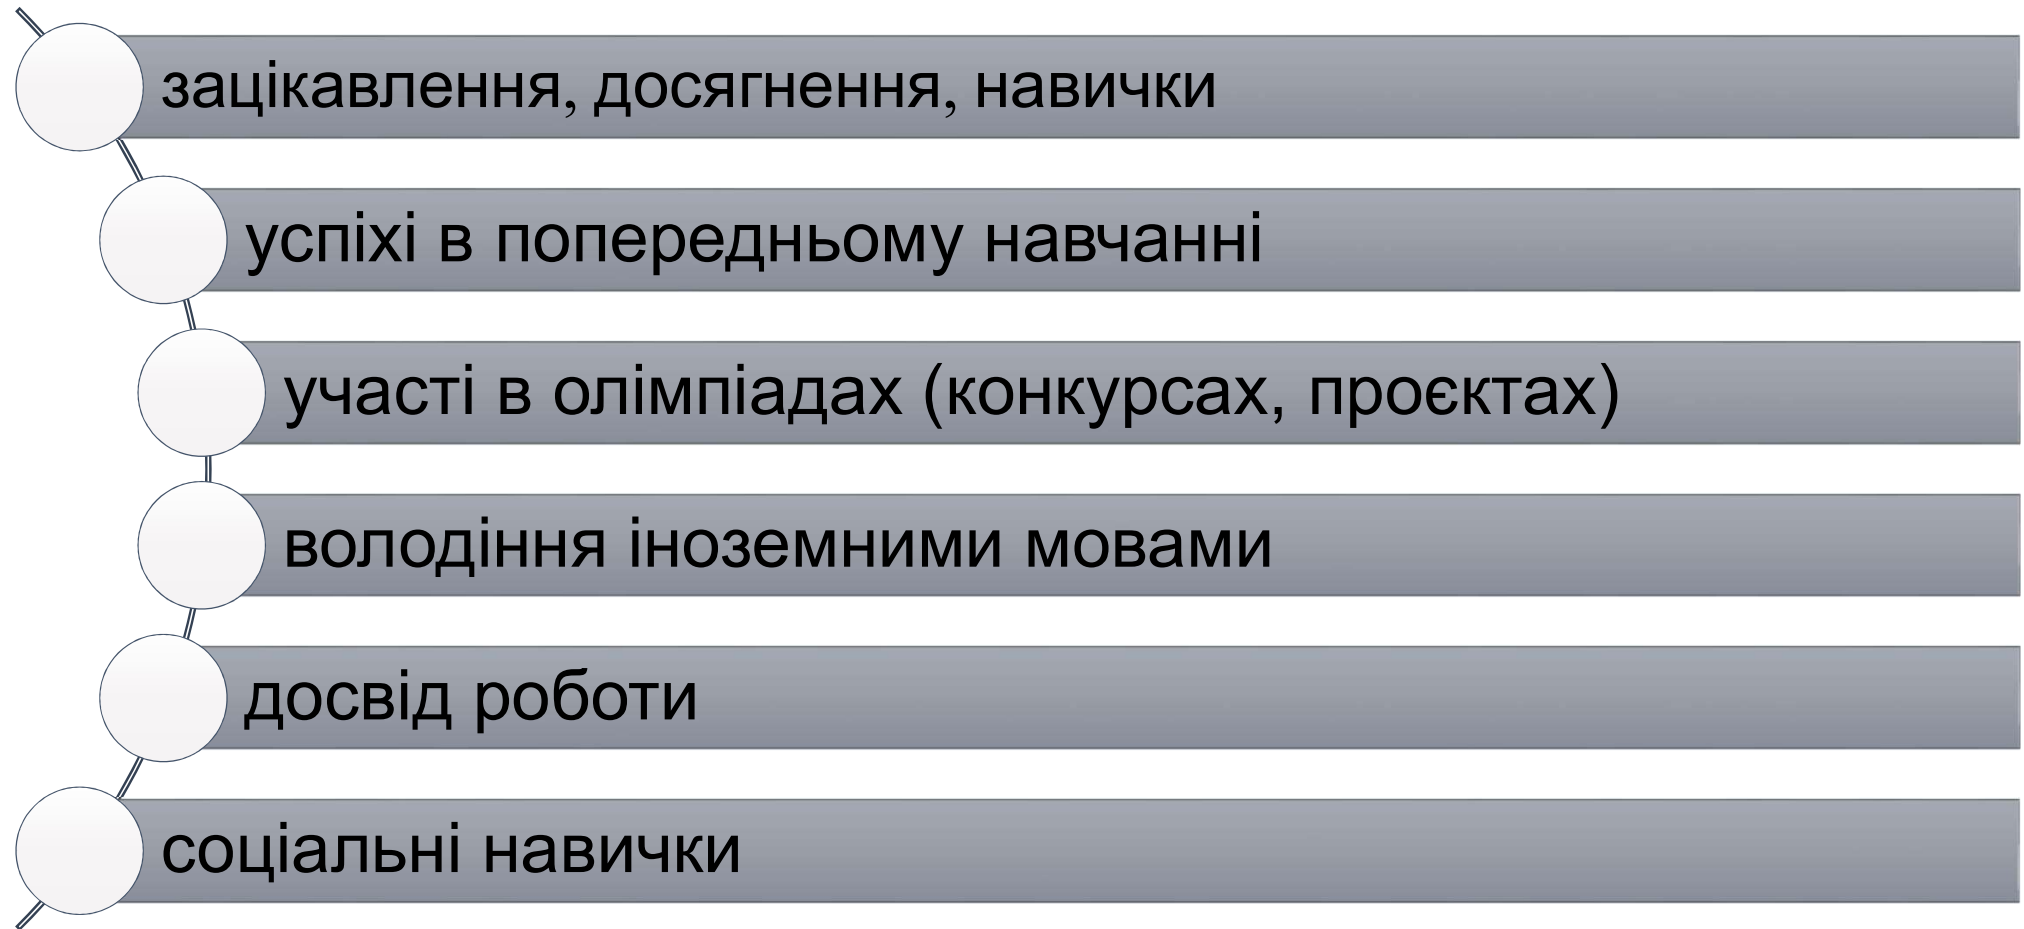 зацікавлення, досягнення, навички
успіхі в попередньому навчанні
участі в олімпіадах (конкурсах, проєктах)
володіння іноземними мовами
досвід роботи
соціальні навички